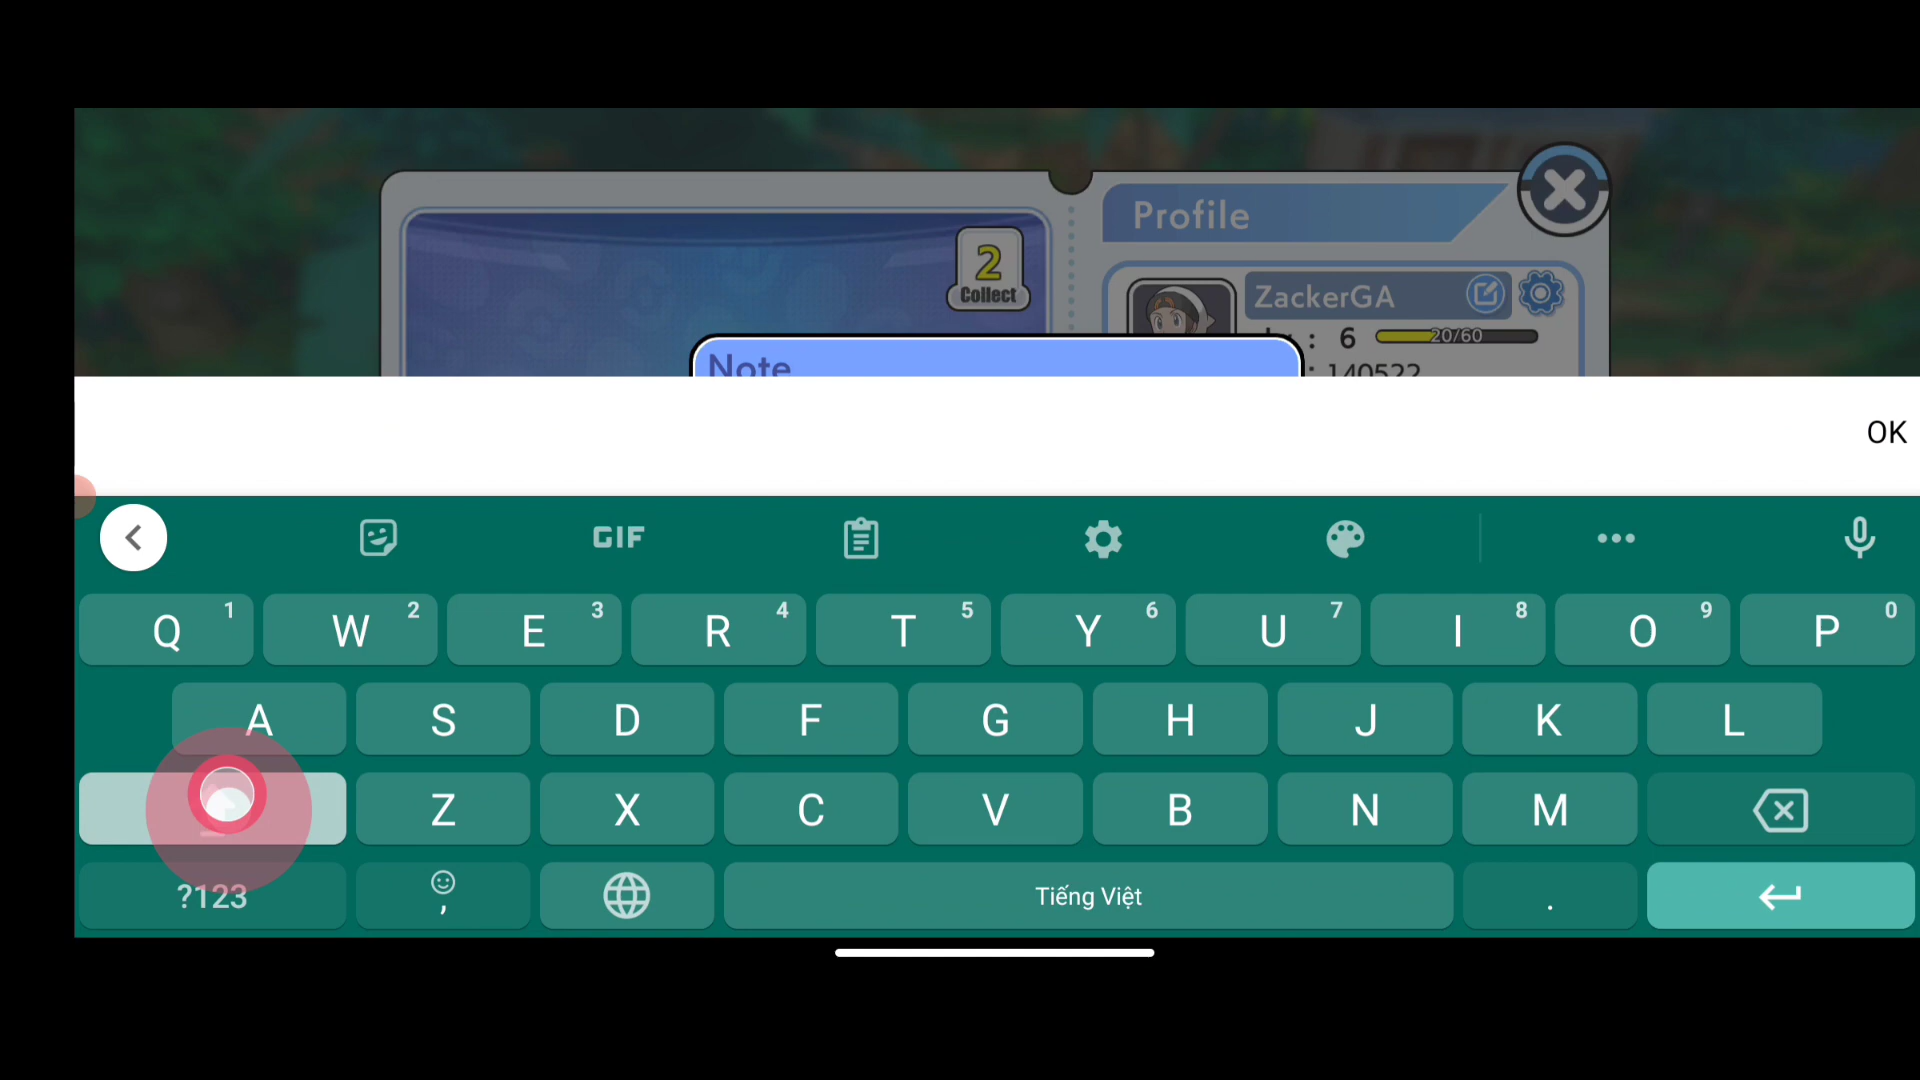 2
Collect
Profile
ZackerGA
: 6
20/60
Note
: 140522
OK
GIF
Q 1 W 2 E 3 R 4 T 5 Y 6 U 7 I 8 O 9 P 0
A S D F G H J K L
Z X C V B N M
?123 , Tiếng Việt .